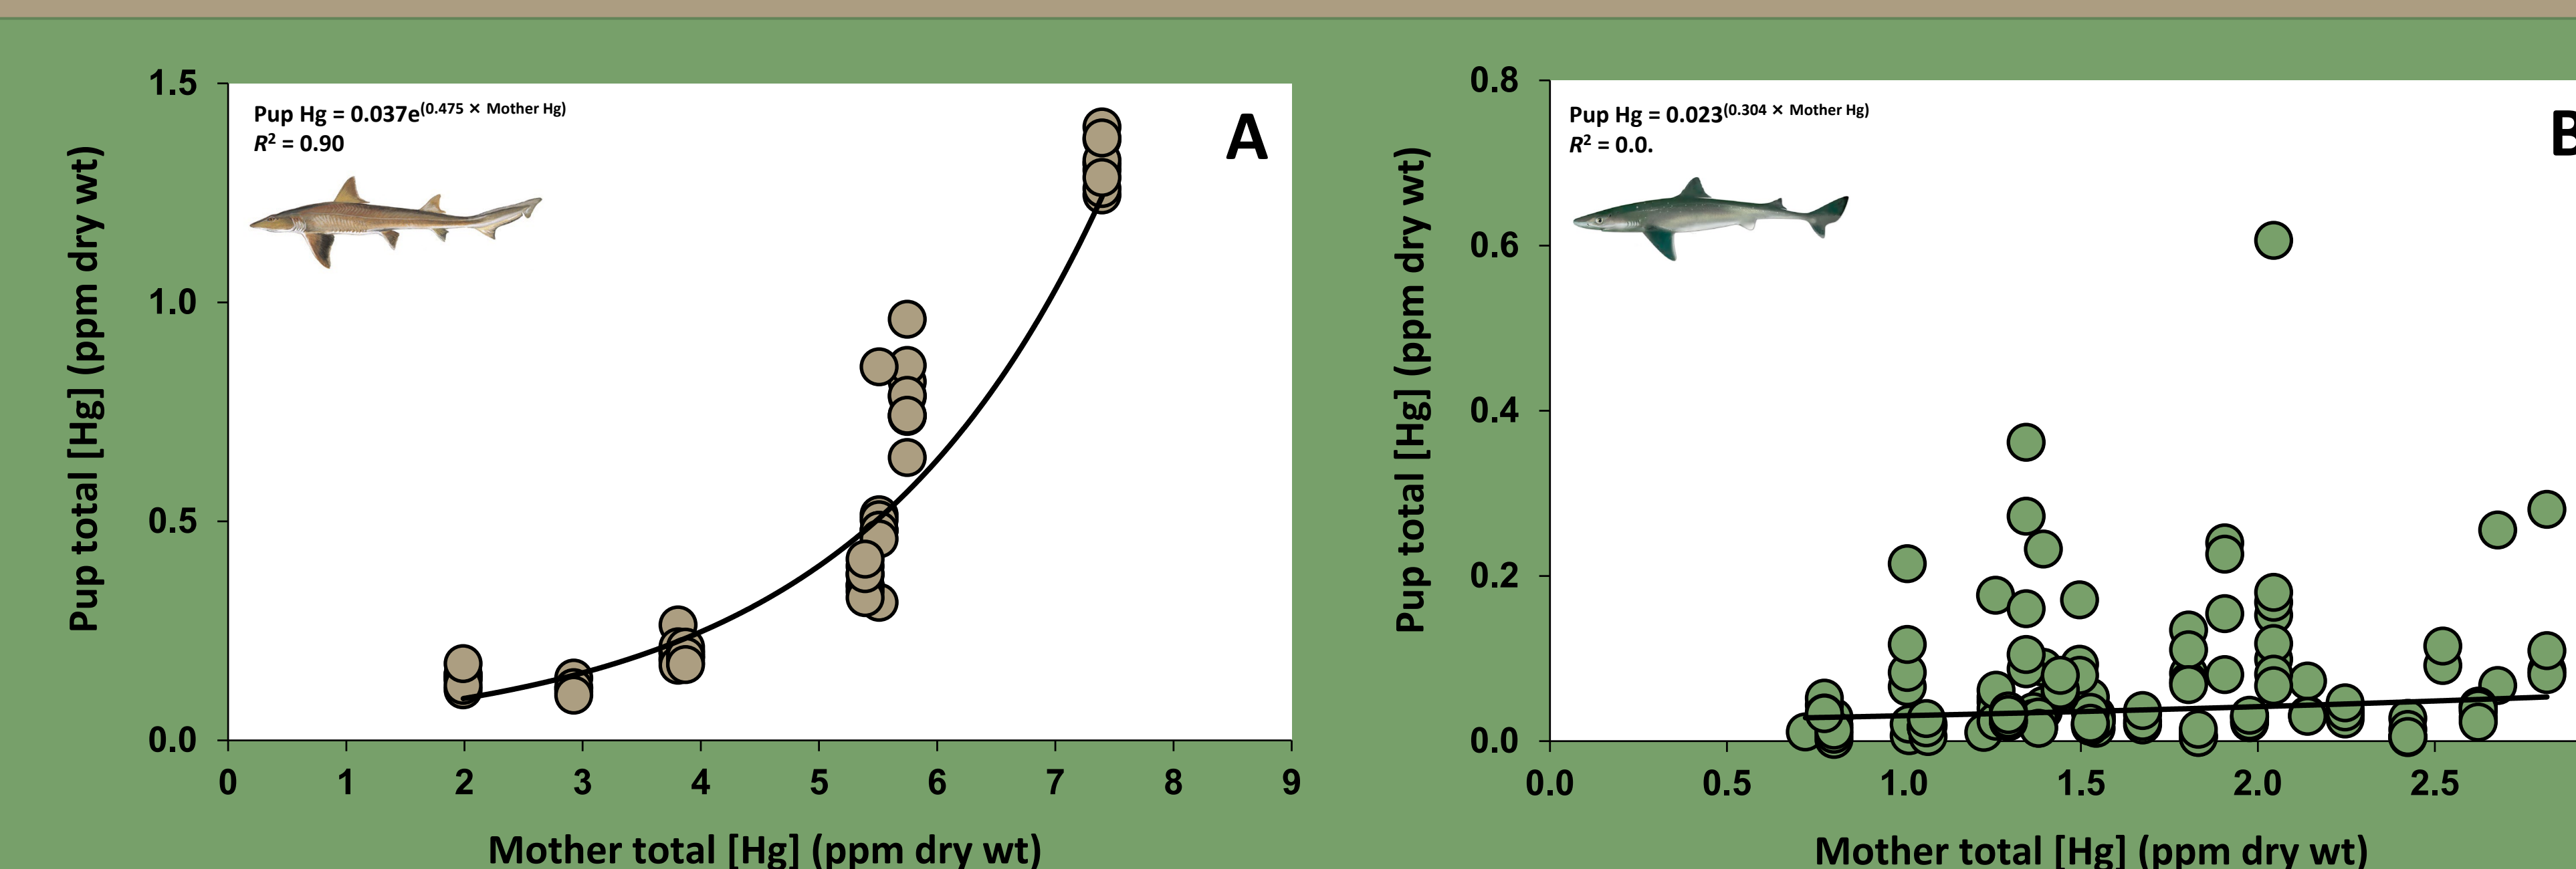 1.5
1.0
0.5
0.0
Pup total [Hg] (ppm dry wt)
Pup Hg = 0.037e(0.475 × Mother Hg)
R2 = 0.90
A
0 1 2 3 4 5 6 7 8 9
Mother total [Hg] (ppm dry wt)
0.8
0.6
0.4
0.2
0.0
Pup total [Hg] (ppm dry wt)
Pup Hg = 0.023(0.304 × Mother Hg)
R2 = 0.0.
B
0.0 0.5 1.0 1.5 2.0 2.5
Mother total [Hg] (ppm dry wt)